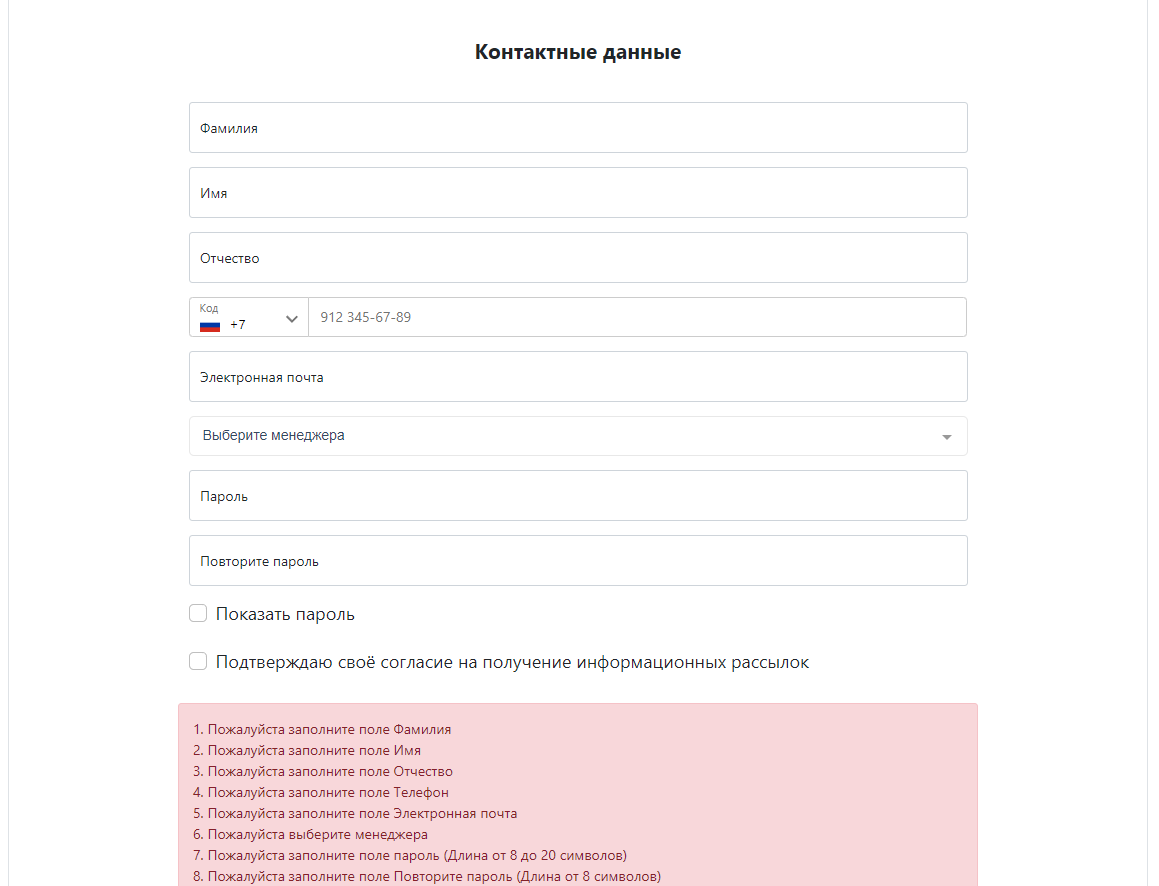 Контактные данные
Фамилия
Имя
Отчество
Код
+7
912 345-67-89
Электронная почта
Выберите менеджера
Пароль
Повторите пароль
Показать пароль
Подтверждаю своё согласие на получение информационных рассылок
1. Пожалуйста заполните поле Фамилия
2. Пожалуйста заполните поле Имя
3. Пожалуйста заполните поле Отчество
4. Пожалуйста заполните поле Телефон
5. Пожалуйста заполните поле Электронная почта
6. Пожалуйста выберите менеджера
7. Пожалуйста заполните поле пароль (Длина от 8 до 20 символов)
8. Пожалуйста заполните поле Повторите пароль (Длина от 8 символов)